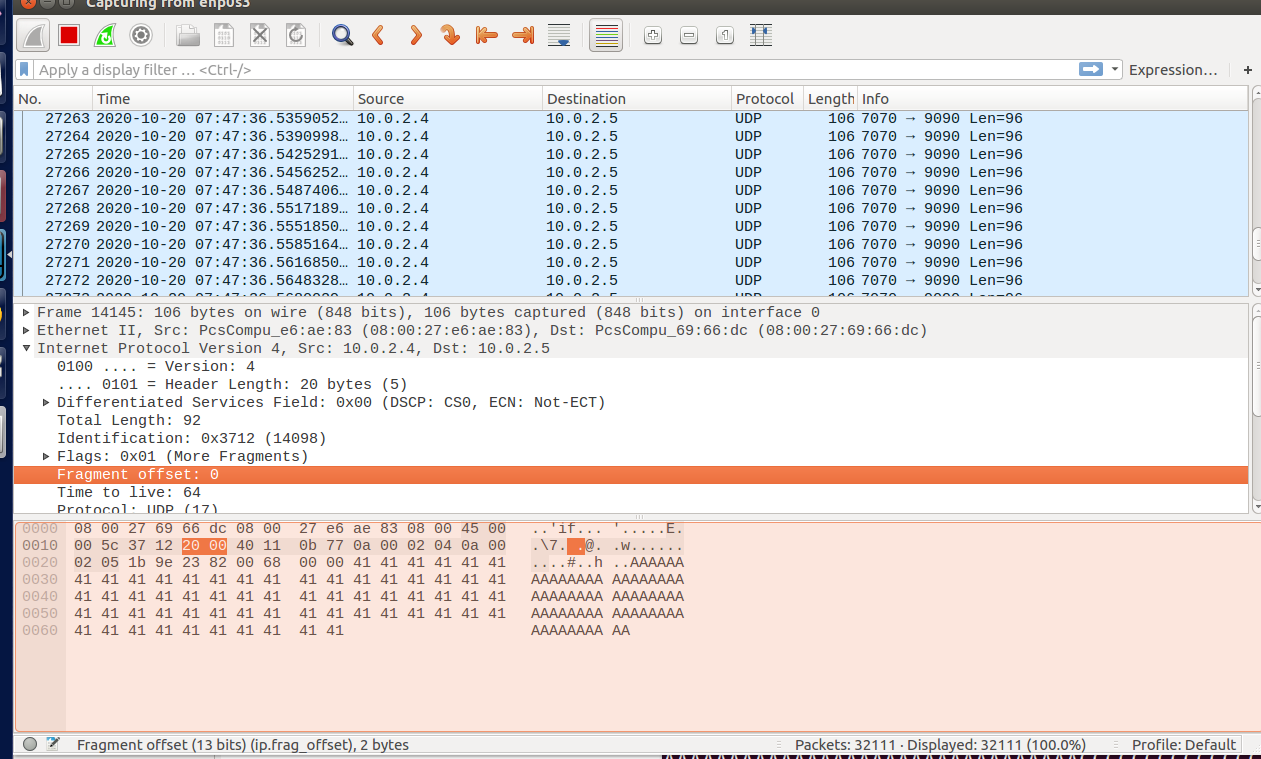 Capturing from enp0s3
Apply a display filter … <Ctrl-/>
Expression…
+
No. Time Source Destination Protocol Length Info
27263 2020-10-20 07:47:36.5359052… 10.0.2.4 10.0.2.5 UDP 106 7070 → 9090 Len=96
27264 2020-10-20 07:47:36.5390998… 10.0.2.4 10.0.2.5 UDP 106 7070 → 9090 Len=96
27265 2020-10-20 07:47:36.5425291… 10.0.2.4 10.0.2.5 UDP 106 7070 → 9090 Len=96
27266 2020-10-20 07:47:36.5456252… 10.0.2.4 10.0.2.5 UDP 106 7070 → 9090 Len=96
27267 2020-10-20 07:47:36.5487406… 10.0.2.4 10.0.2.5 UDP 106 7070 → 9090 Len=96
27268 2020-10-20 07:47:36.5517189… 10.0.2.4 10.0.2.5 UDP 106 7070 → 9090 Len=96
27269 2020-10-20 07:47:36.5551850… 10.0.2.4 10.0.2.5 UDP 106 7070 → 9090 Len=96
27270 2020-10-20 07:47:36.5585164… 10.0.2.4 10.0.2.5 UDP 106 7070 → 9090 Len=96
27271 2020-10-20 07:47:36.5616850… 10.0.2.4 10.0.2.5 UDP 106 7070 → 9090 Len=96
27272 2020-10-20 07:47:36.5648328… 10.0.2.4 10.0.2.5 UDP 106 7070 → 9090 Len=96
Frame 14145: 106 bytes on wire (848 bits), 106 bytes captured (848 bits) on interface 0
Ethernet II, Src: PcsCompu_e6:ae:83 (08:00:27:e6:ae:83), Dst: PcsCompu_69:66:dc (08:00:27:69:66:dc)
Internet Protocol Version 4, Src: 10.0.2.4, Dst: 10.0.2.5
0100 .... = Version: 4
.... 0101 = Header Length: 20 bytes (5)
Differentiated Services Field: 0x00 (DSCP: CS0, ECN: Not-ECT)
Total Length: 92
Identification: 0x3712 (14098)
Flags: 0x01 (More Fragments)
Fragment offset: 0
Time to live: 64
Protocol: UDP (17)
0000 08 00 27 69 66 dc 08 00 27 e6 ae 83 08 00 45 00 ..'if... '.....E.
0010 00 5c 37 12 20 00 40 11 0b 77 0a 00 02 04 0a 00 .\7. .@. .w......
0020 02 05 1b 9e 23 82 00 68 00 00 41 41 41 41 41 41 ....#..h ..AAAAAA
0030 41 41 41 41 41 41 41 41 41 41 41 41 41 41 41 41 AAAAAAAA AAAAAAAA
0040 41 41 41 41 41 41 41 41 41 41 41 41 41 41 41 41 AAAAAAAA AAAAAAAA
0050 41 41 41 41 41 41 41 41 41 41 41 41 41 41 41 41 AAAAAAAA AAAAAAAA
0060 41 41 41 41 41 41 41 41 41 41 AAAAAAAA AA
Fragment offset (13 bits) (ip.frag_offset), 2 bytes
Packets: 32111 · Displayed: 32111 (100.0%)
Profile: Default